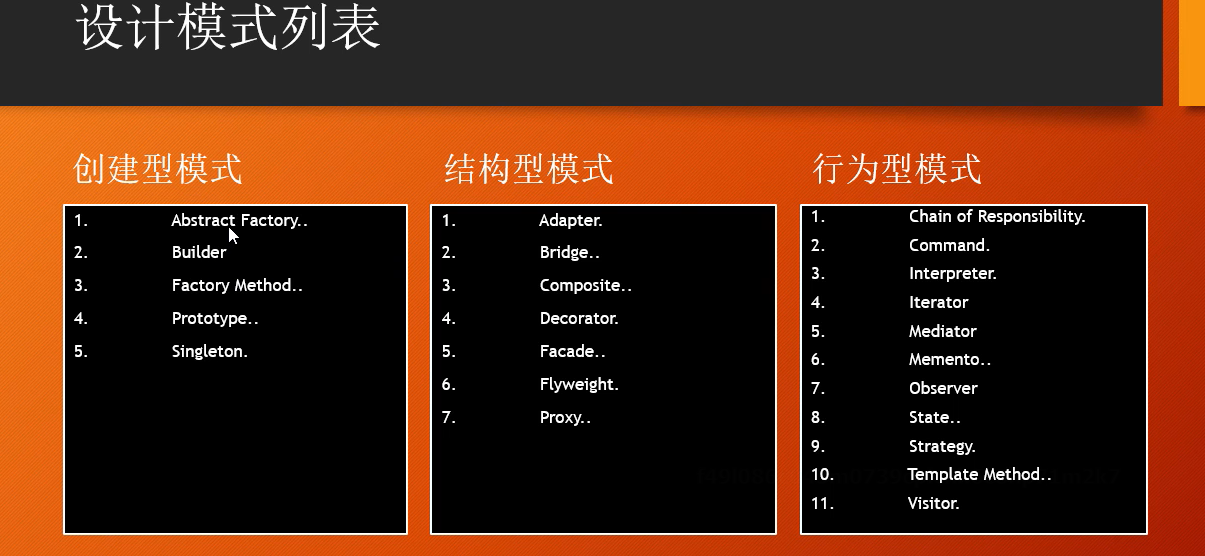 设计模式列表
创建型模式
1. Abstract Factory..
2. Builder
3. Factory Method..
4. Prototype..
5. Singleton.
结构型模式
1. Adapter.
2. Bridge..
3. Composite..
4. Decorator.
5. Facade..
6. Flyweight.
7. Proxy..
行为型模式
1. Chain of Responsibility.
2. Command.
3. Interpreter.
4. Iterator
5. Mediator
6. Memento..
7. Observer
8. State..
9. Strategy.
10. Template Method..
11. Visitor.